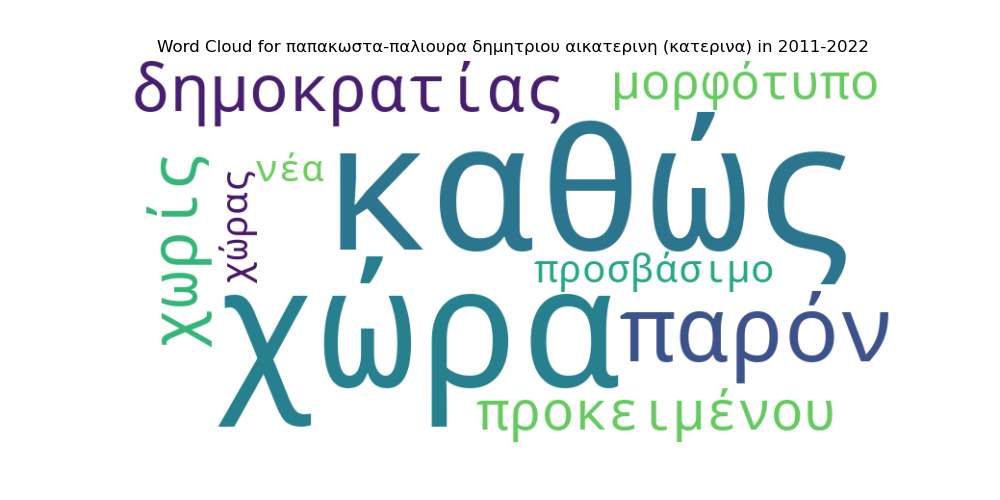 Word Cloud for παπακωστα-παλιουρα δημητριου αικατερινη (κατερινα) in 2011-2022
δημοκρατίας
μορφότυπο
καθώς
χωρίς
χώρας
νέα
προσβάσιμο
χώρα
παρόν
προκειμένου